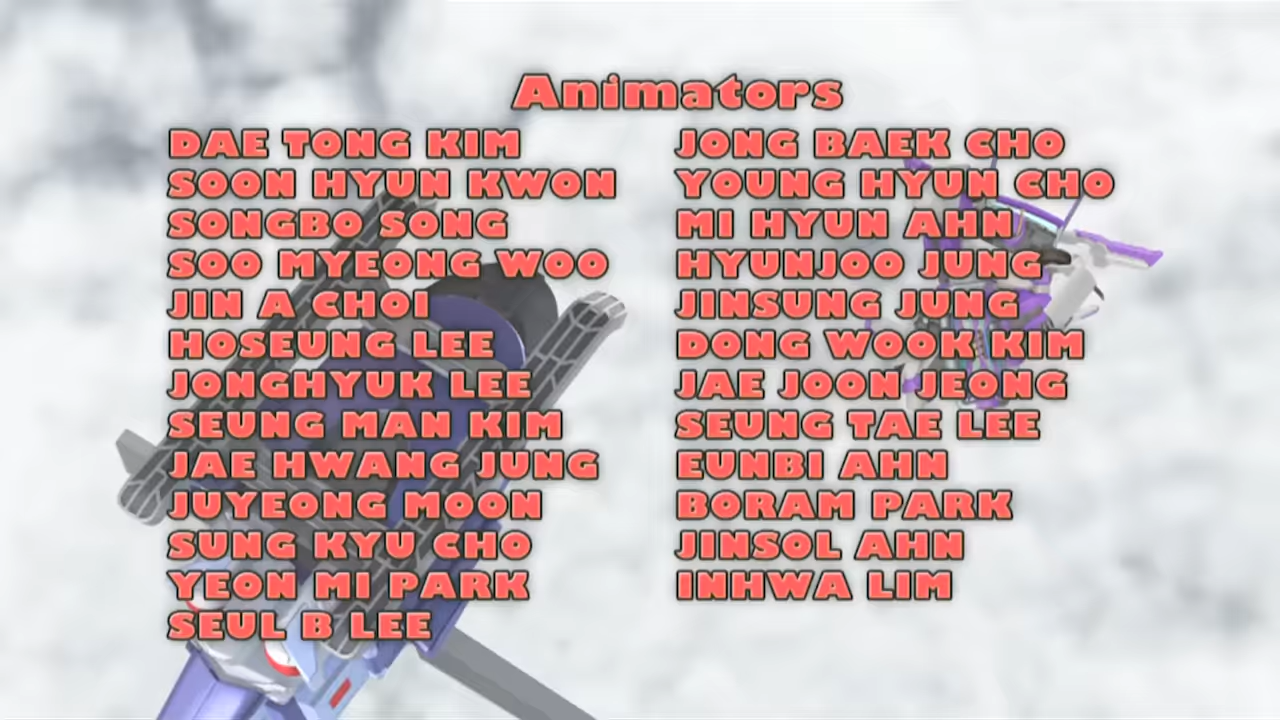 Animators
DAE TONG KIM
SOON HYUN KWON
SONGBO SONG
SOO MYEONG WOO
JIN A CHOI
HOSEUNG LEE
JONGHYUK LEE
SEUNG MAN KIM
JAE HWANG JUNG
JUYEONG MOON
SUNG KYU CHO
YEON MI PARK
SEUL B LEE
JONG BAEK CHO
YOUNG HYUN CHO
MI HYUN AHN
HYUNJOO JUNG
JINSUNG JUNG
DONG WOOK KIM
JAE JOON JEONG
SEUNG TAE LEE
EUNBI AHN
BORAM PARK
JINSOL AHN
INHWA LIM